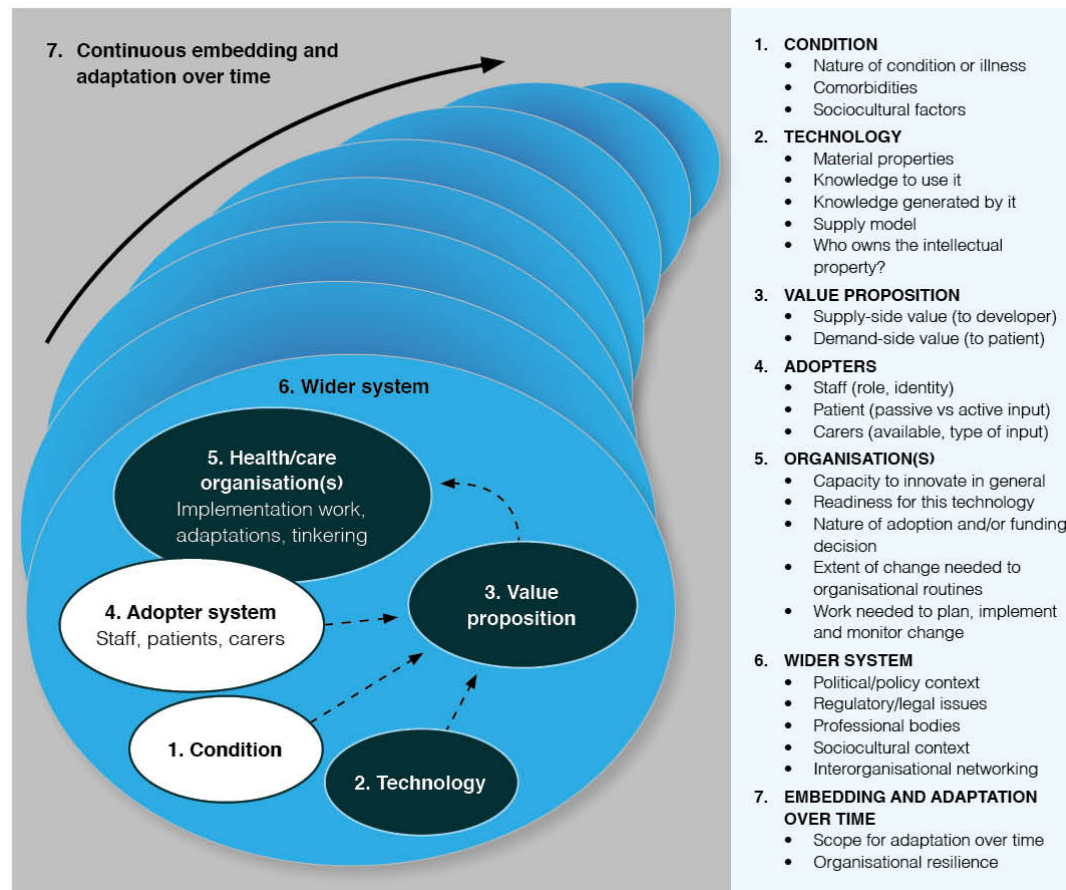 7. Continuous embedding and
adaptation over time
6. Wider system
5. Health/care
organisation(s)
Implementation work,
adaptations, tinkering
4. Adopter system
Staff, patients, carers
3. Value
proposition
1. Condition
2. Technology
1. CONDITION
• Nature of condition or illness
• Comorbidities
• Sociocultural factors
2. TECHNOLOGY
• Material properties
• Knowledge to use it
• Knowledge generated by it
• Supply model
• Who owns the intellectual
property?
3. VALUE PROPOSITION
• Supply-side value (to developer)
• Demand-side value (to patient)
4. ADOPTERS
• Staff (role, identity)
• Patient (passive vs active input)
• Carers (available, type of input)
5. ORGANISATION(S)
• Capacity to innovate in general
• Readiness for this technology
• Nature of adoption and/or funding
decision
• Extent of change needed to
organisational routines
• Work needed to plan, implement
and monitor change
6. WIDER SYSTEM
• Political/policy context
• Regulatory/legal issues
• Professional bodies
• Sociocultural context
• Interorganisational networking
7. EMBEDDING AND ADAPTATION
OVER TIME
• Scope for adaptation over time
• Organisational resilience